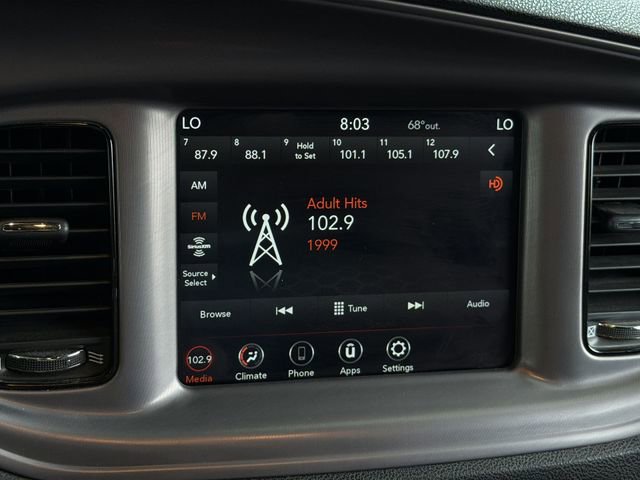 LO 8:03 68°out. LO
7 87.9 8 88.1 9 Hold to Set 10 101.1 11 105.1 12 107.9
AM
HD
FM
Adult Hits
102.9
1999
SiriusXM
Source
Select
Browse Tune Audio
102.9
Media Climate Phone Apps Settings